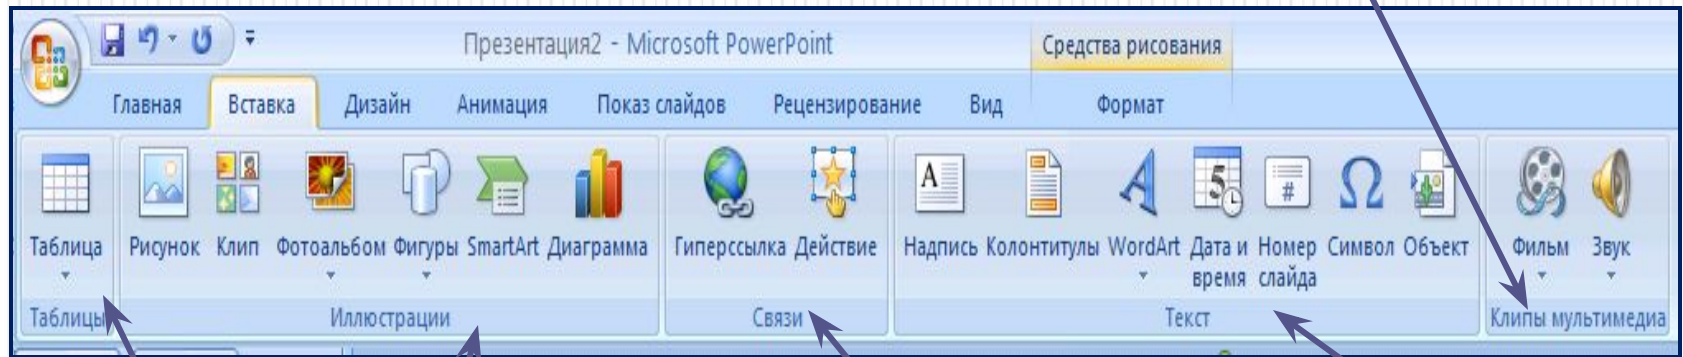 Презентация2 - Microsoft PowerPoint
Средства рисования
Главная Вставка Дизайн Анимация Показ слайдов Рецензирование Вид Формат
Таблица Рисунок Клип Фотоальбом Фигуры SmartArt Диаграмма Гиперссылка Действие Надпись Колонтитулы WordArt Дата и Номер Символ Объект Фильм Звук
время слайда
Таблицы Иллюстрации Связи Текст Клипы мультимедиа